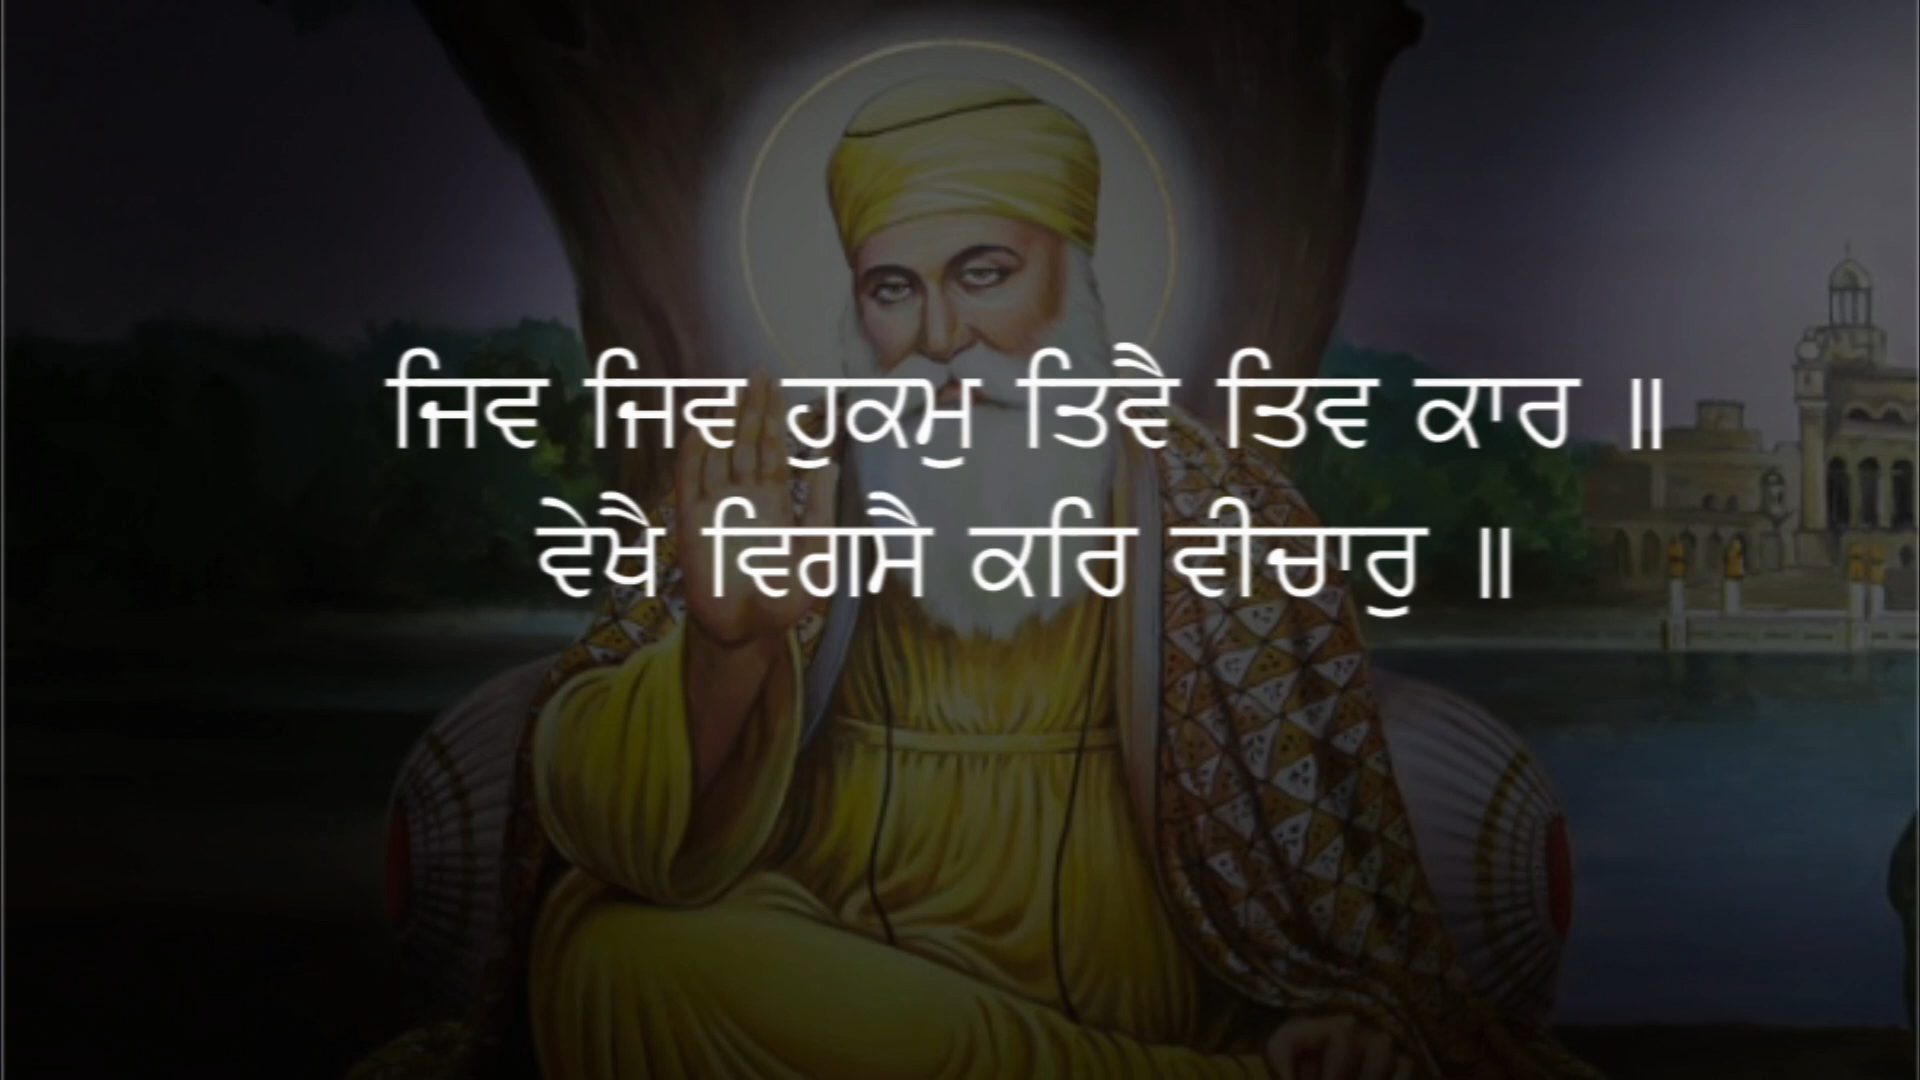 ਜਿਵ ਜਿਵ ਹੁਕਮੁ ਤਿਵੈ ਤਿਵ ਕਾਰ ॥
ਵੇਖੈ ਵਿਗਸੈ ਕਰਿ ਵੀਚਾਰੁ ॥